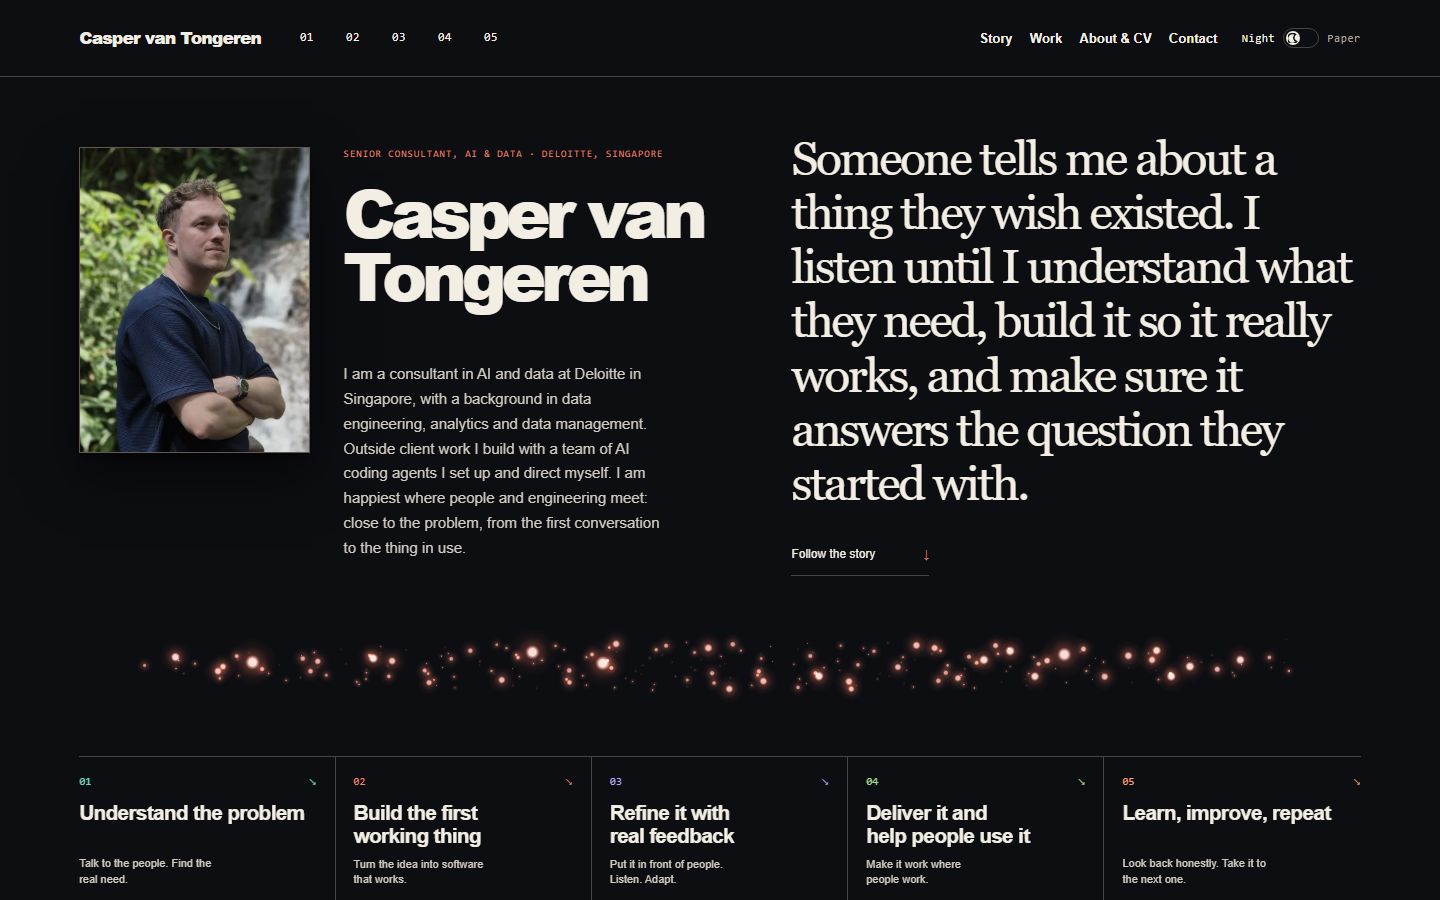 Casper van Tongeren
01 02 03 04 05
Story Work About & CV Contact Night Paper
SENIOR CONSULTANT, AI & DATA · DELOITTE, SINGAPORE
Casper van
Tongeren
I am a consultant in AI and data at Deloitte in
Singapore, with a background in data
engineering, analytics and data management.
Outside client work I build with a team of AI
coding agents I set up and direct myself. I am
happiest where people and engineering meet:
close to the problem, from the first conversation
to the thing in use.
Someone tells me about a
thing they wish existed. I
listen until I understand what
they need, build it so it really
works, and make sure it
answers the question they
started with.
Follow the story ↓
01 ↘
Understand the problem
Talk to the people. Find the
real need.
02 ↘
Build the first
working thing
Turn the idea into software
that works.
03 ↘
Refine it with
real feedback
Put it in front of people.
Listen. Adapt.
04 ↘
Deliver it and
help people use it
Make it work where
people work.
05 ↘
Learn, improve, repeat
Look back honestly. Take it to
the next one.